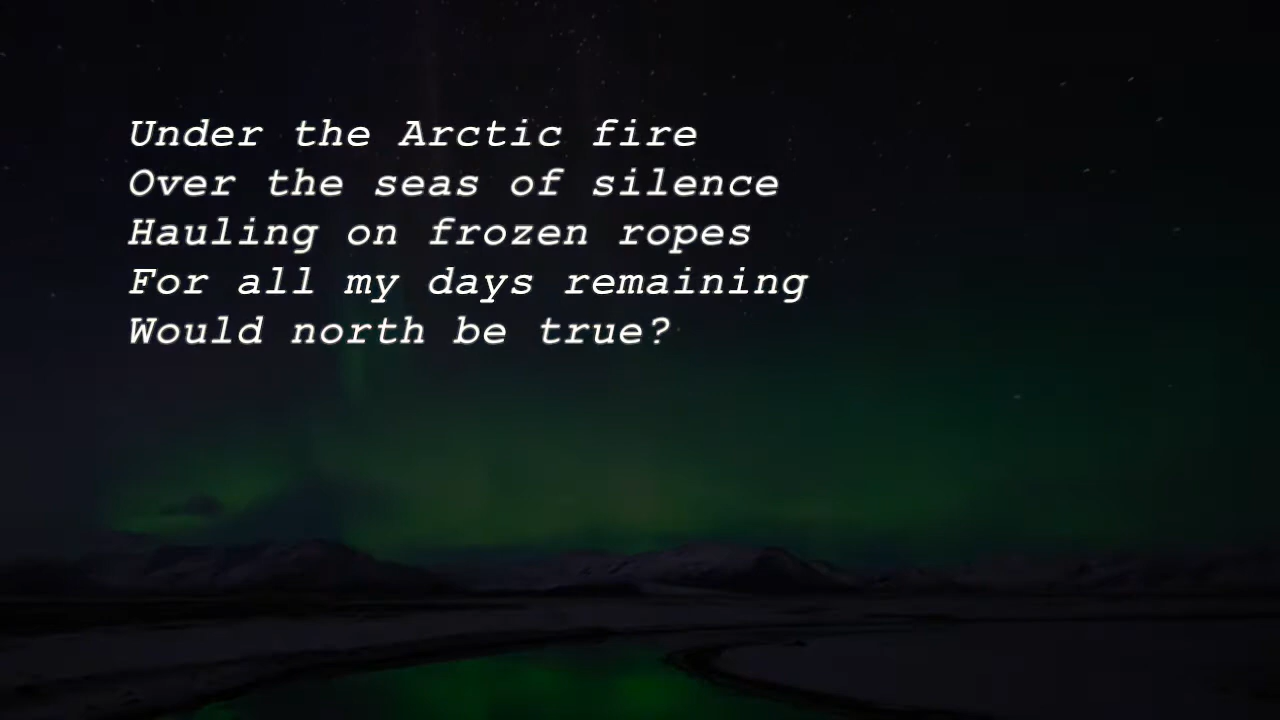 Under the Arctic fire
Over the seas of silence
Hauling on frozen ropes
For all my days remaining
Would north be true?